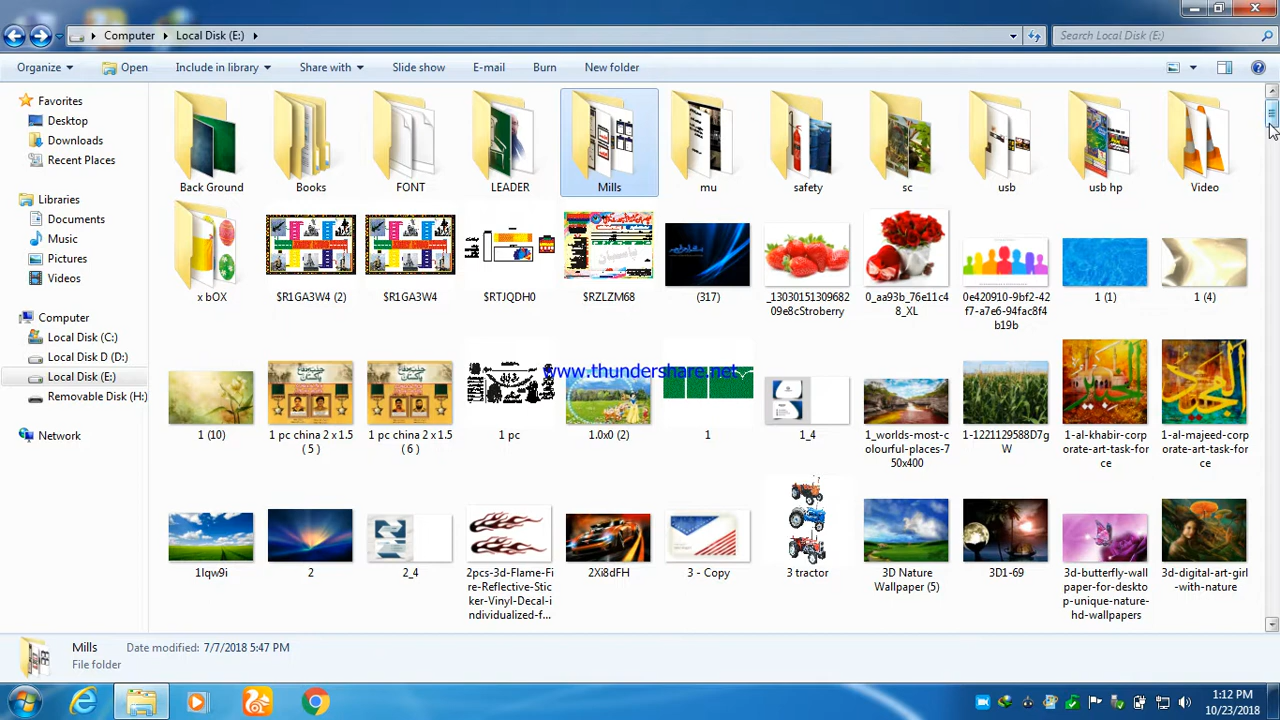 Computer Local Disk (E:)
Search Local Disk (E:)
Organize Open Include in library Share with Slide show E-mail Burn New folder
Favorites
Desktop
Downloads
Recent Places
Libraries
Documents
Music
Pictures
Videos
Computer
Local Disk (C:)
Local Disk D (D:)
Local Disk (E:)
Removable Disk (H:)
Network
Back Ground Books FONT LEADER Mills mu safety sc usb usb hp Video
x bOX
$R1GA3W4 (2)
$R1GA3W4
$RTJQDH0
$RZLZM68
(317)
_13030151309682
09e8cStroberry
0_aa93b_76e11c4
8_XL
0e420910-9bf2-42
f7-a7e6-94fac8f4
b19b
1 (1)
1 (4)
www.thundershare.net
1 (10)
1 pc china 2 x 1.5
( 5 )
1 pc china 2 x 1.5
( 6 )
1 pc
1.0x0 (2)
1
1_4
1_worlds-most-c
olourful-places-7
50x400
1-1221129588D7g
W
1-al-khabir-corp
orate-art-task-for
ce
1-al-majeed-corp
orate-art-task-for
ce
1lqw9i
2
2_4
2pcs-3d-Flame-Fi
re-Reflective-Stic
ker-Vinyl-Decal-i
ndividualized-f...
2Xi8dFH
3 - Copy
3 tractor
3D Nature
Wallpaper (5)
3D1-69
3d-butterfly-wall
paper-for-deskto
p-unique-nature-
hd-wallpapers
3d-digital-art-girl
-with-nature
Mills Date modified: 7/7/2018 5:47 PM
File folder
1:12 PM
10/23/2018